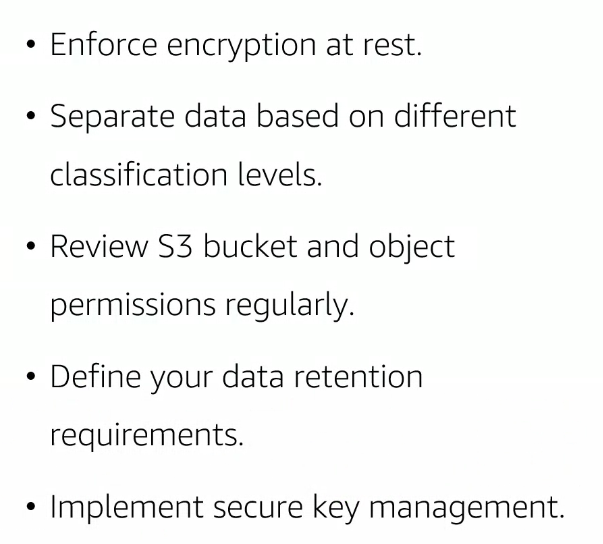 • Enforce encryption at rest.
• Separate data based on different
classification levels.
• Review S3 bucket and object
permissions regularly.
• Define your data retention
requirements.
• Implement secure key management.